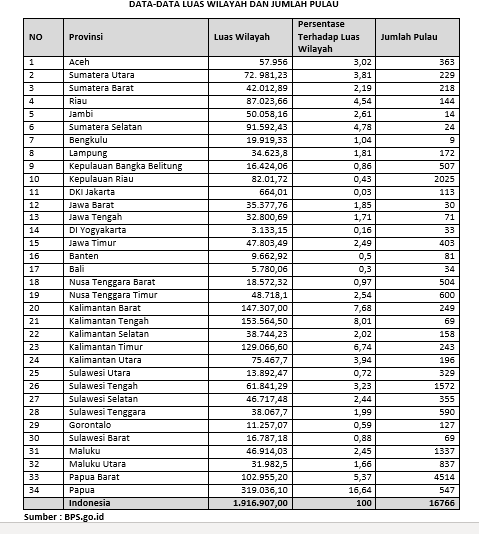 DATA-DATA LUAS WILAYAH DAN JUMLAH PULAU
NO Provinsi Luas Wilayah Persentase Terhadap Luas Wilayah Jumlah Pulau
1 Aceh 57.956 3,02 363
2 Sumatera Utara 72. 981,23 3,81 229
3 Sumatera Barat 42.012,89 2,19 218
4 Riau 87.023,66 4,54 144
5 Jambi 50.058,16 2,61 14
6 Sumatera Selatan 91.592,43 4,78 24
7 Bengkulu 19.919,33 1,04 9
8 Lampung 34.623,8 1,81 172
9 Kepulauan Bangka Belitung 16.424,06 0,86 507
10 Kepulauan Riau 82.01,72 0,43 2025
11 DKI Jakarta 664,01 0,03 113
12 Jawa Barat 35.377,76 1,85 30
13 Jawa Tengah 32.800,69 1,71 71
14 DI Yogyakarta 3.133,15 0,16 33
15 Jawa Timur 47.803,49 2,49 403
16 Banten 9.662,92 0,5 81
17 Bali 5.780,06 0,3 34
18 Nusa Tenggara Barat 18.572,32 0,97 504
19 Nusa Tenggara Timur 48.718,1 2,54 600
20 Kalimantan Barat 147.307,00 7,68 249
21 Kalimantan Tengah 153.564,50 8,01 69
22 Kalimantan Selatan 38.744,23 2,02 158
23 Kalimantan Timur 129.066,60 6,74 243
24 Kalimantan Utara 75.467,7 3,94 196
25 Sulawesi Utara 13.892,47 0,72 329
26 Sulawesi Tengah 61.841,29 3,23 1572
27 Sulawesi Selatan 46.717,48 2,44 355
28 Sulawesi Tenggara 38.067,7 1,99 590
29 Gorontalo 11.257,07 0,59 127
30 Sulawesi Barat 16.787,18 0,88 69
31 Maluku 46.914,03 2,45 1337
32 Maluku Utara 31.982,5 1,66 837
33 Papua Barat 102.955,20 5,37 4514
34 Papua 319.036,10 16,64 547
Indonesia 1.916.907,00 100 16766
Sumber : BPS.go.id